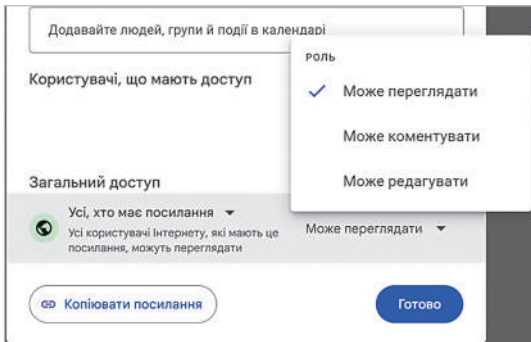 Додавайте людей, групи й події в календарі
Користувачі, що мають доступ
РОЛЬ
Може переглядати
Може коментувати
Може редагувати
Загальний доступ
Усі, хто має посилання
Усі користувачі Інтернету, які мають це
посилання, можуть переглядати
Може переглядати
Копіювати посилання
Готово